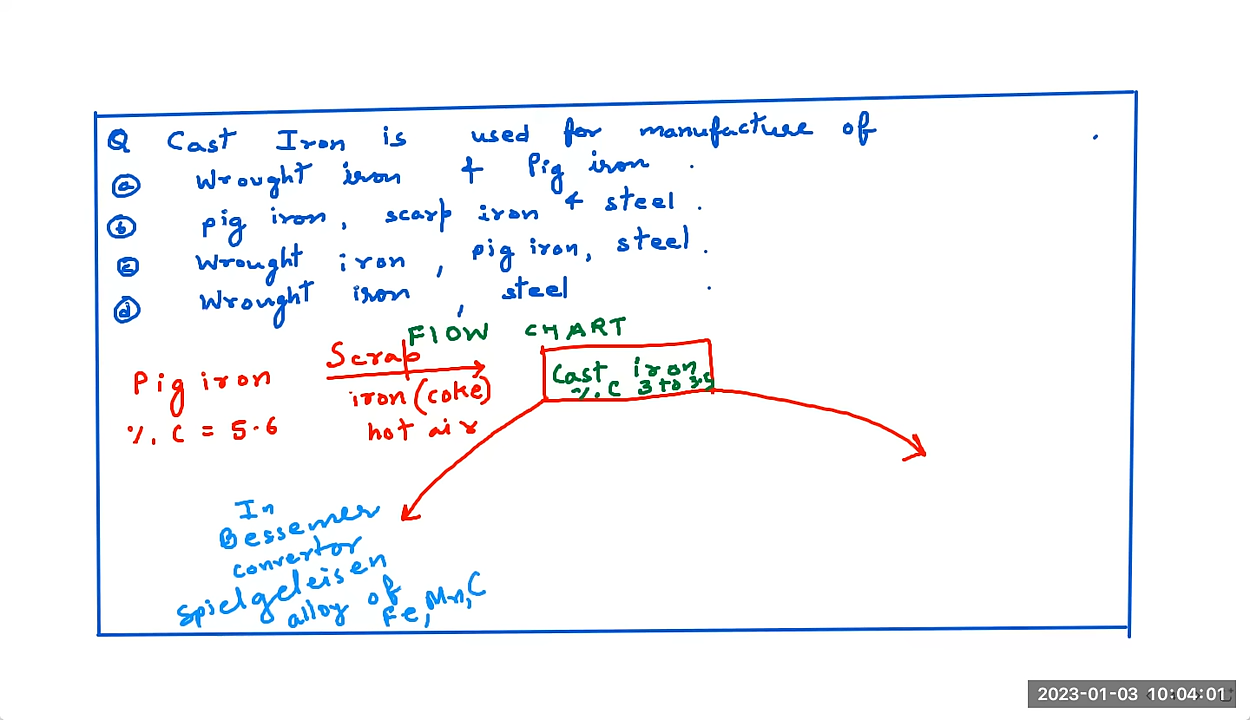 Q Cast Iron is used for manufacture of
a Wrought iron & Pig iron.
b pig iron, scarp iron & steel.
c Wrought iron, pig iron, steel.
d Wrought iron, steel.
FLOW CHART
Pig iron
% C = 5.6
Scrap
iron (coke)
hot air
Cast iron
% C 3 to 3.5
In
Bessemer
convertor
Spielgeleisen
alloy of
Fe, Mn, C
2023-01-03 10:04:01